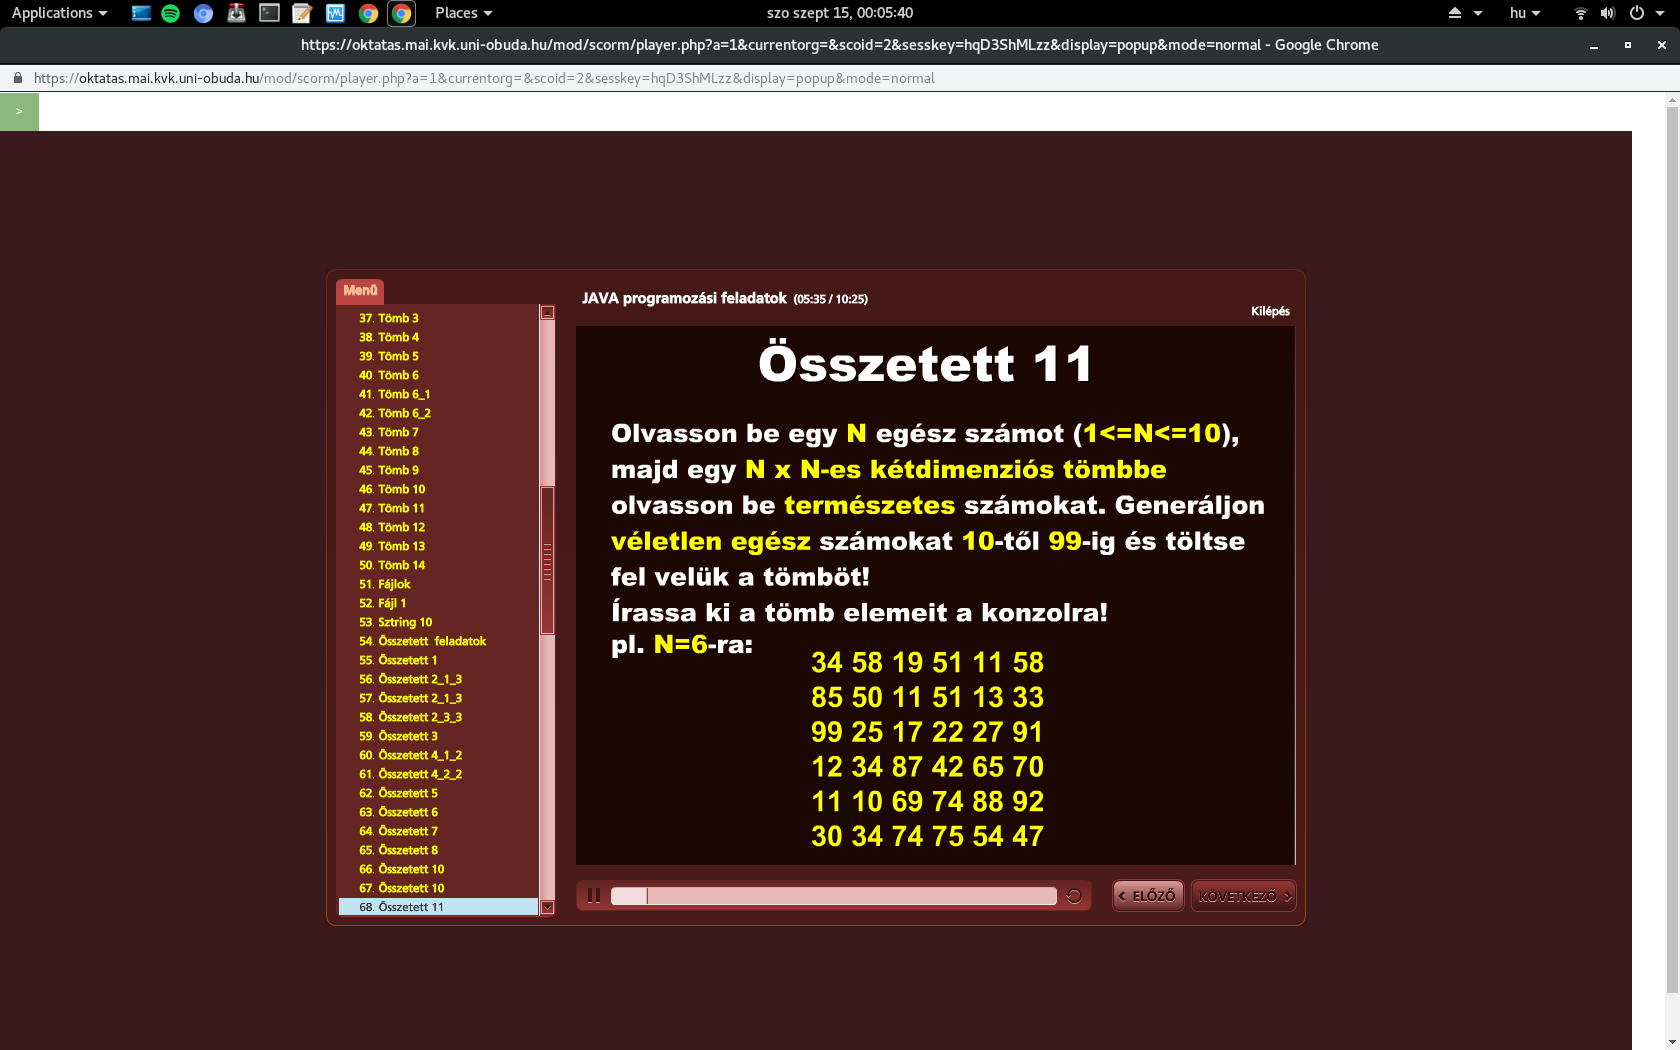 Applications
Places
szo szept 15, 00:05:40
hu
https://oktatas.mai.kvk.uni-obuda.hu/mod/scorm/player.php?a=1&currentorg=&scoid=2&sesskey=hqD3ShMLzz&display=popup&mode=normal - Google Chrome
https://oktatas.mai.kvk.uni-obuda.hu/mod/scorm/player.php?a=1&currentorg=&scoid=2&sesskey=hqD3ShMLzz&display=popup&mode=normal
>
Menü
37. Tömb 3
38. Tömb 4
39. Tömb 5
40. Tömb 6
41. Tömb 6_1
42. Tömb 6_2
43. Tömb 7
44. Tömb 8
45. Tömb 9
46. Tömb 10
47. Tömb 11
48. Tömb 12
49. Tömb 13
50. Tömb 14
51. Fájlok
52. Fájl 1
53. Sztring 10
54. Összetett feladatok
55. Összetett 1
56. Összetett 2_1_3
57. Összetett 2_1_3
58. Összetett 2_3_3
59. Összetett 3
60. Összetett 4_1_2
61. Összetett 4_2_2
62. Összetett 5
63. Összetett 6
64. Összetett 7
65. Összetett 8
66. Összetett 10
67. Összetett 10
68. Összetett 11
JAVA programozási feladatok (05:35 / 10:25)
Kilépés
Összetett 11
Olvasson be egy N egész számot (1<=N<=10),
majd egy N x N-es kétdimenziós tömbbe
olvasson be természetes számokat. Generáljon
véletlen egész számokat 10-től 99-ig és töltse
fel velük a tömböt!
Írassa ki a tömb elemeit a konzolra!
pl. N=6-ra:
34 58 19 51 11 58
85 50 11 51 13 33
99 25 17 22 27 91
12 34 87 42 65 70
11 10 69 74 88 92
30 34 74 75 54 47
< ELŐZŐ
KÖVETKEZŐ >